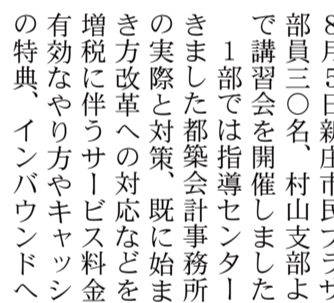 8月5日新庄市民プラザ
部員三〇名、村山支部よ
で講習会を開催しました
１部では指導センター
きました都築会計事務所
の実際と対策、既に始ま
き方改革への対応などを
増税に伴うサービス料金
有効なやり方やキャッシ
の特典、インバウンドへ